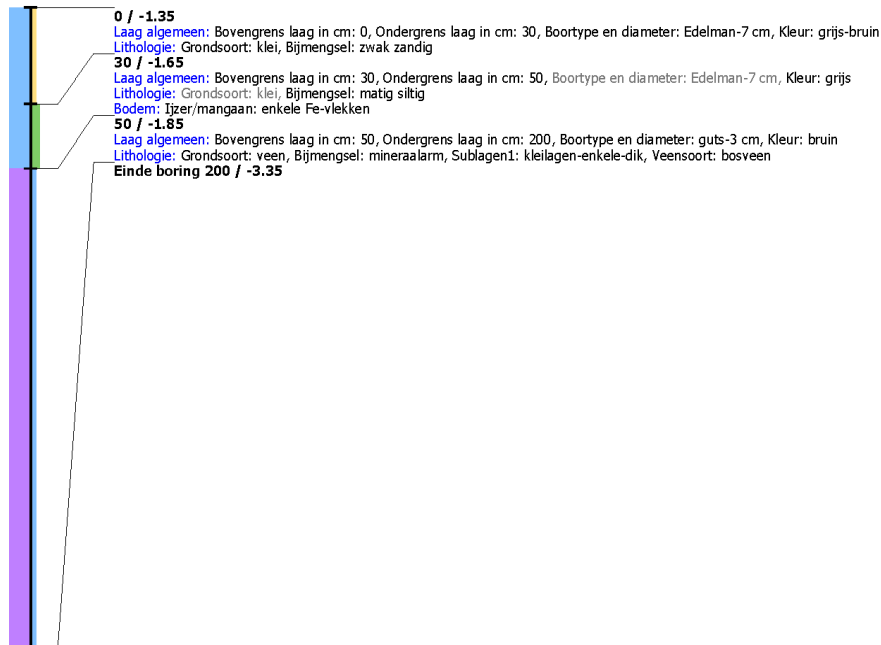 0 / -1.35
Laag algemeen: Bovengrens laag in cm: 0, Ondergrens laag in cm: 30, Boortype en diameter: Edelman-7 cm, Kleur: grijs-bruin
Lithologie: Grondsoort: klei, Bijmengsel: zwak zandig
30 / -1.65
Laag algemeen: Bovengrens laag in cm: 30, Ondergrens laag in cm: 50, Boortype en diameter: Edelman-7 cm, Kleur: grijs
Lithologie: Grondsoort: klei, Bijmengsel: matig siltig
Bodem: Ijzer/mangaan: enkele Fe-vlekken
50 / -1.85
Laag algemeen: Bovengrens laag in cm: 50, Ondergrens laag in cm: 200, Boortype en diameter: guts-3 cm, Kleur: bruin
Lithologie: Grondsoort: veen, Bijmengsel: mineraalarm, Sublagen1: kleilagen-enkele-dik, Veensoort: bosveen
Einde boring 200 / -3.35